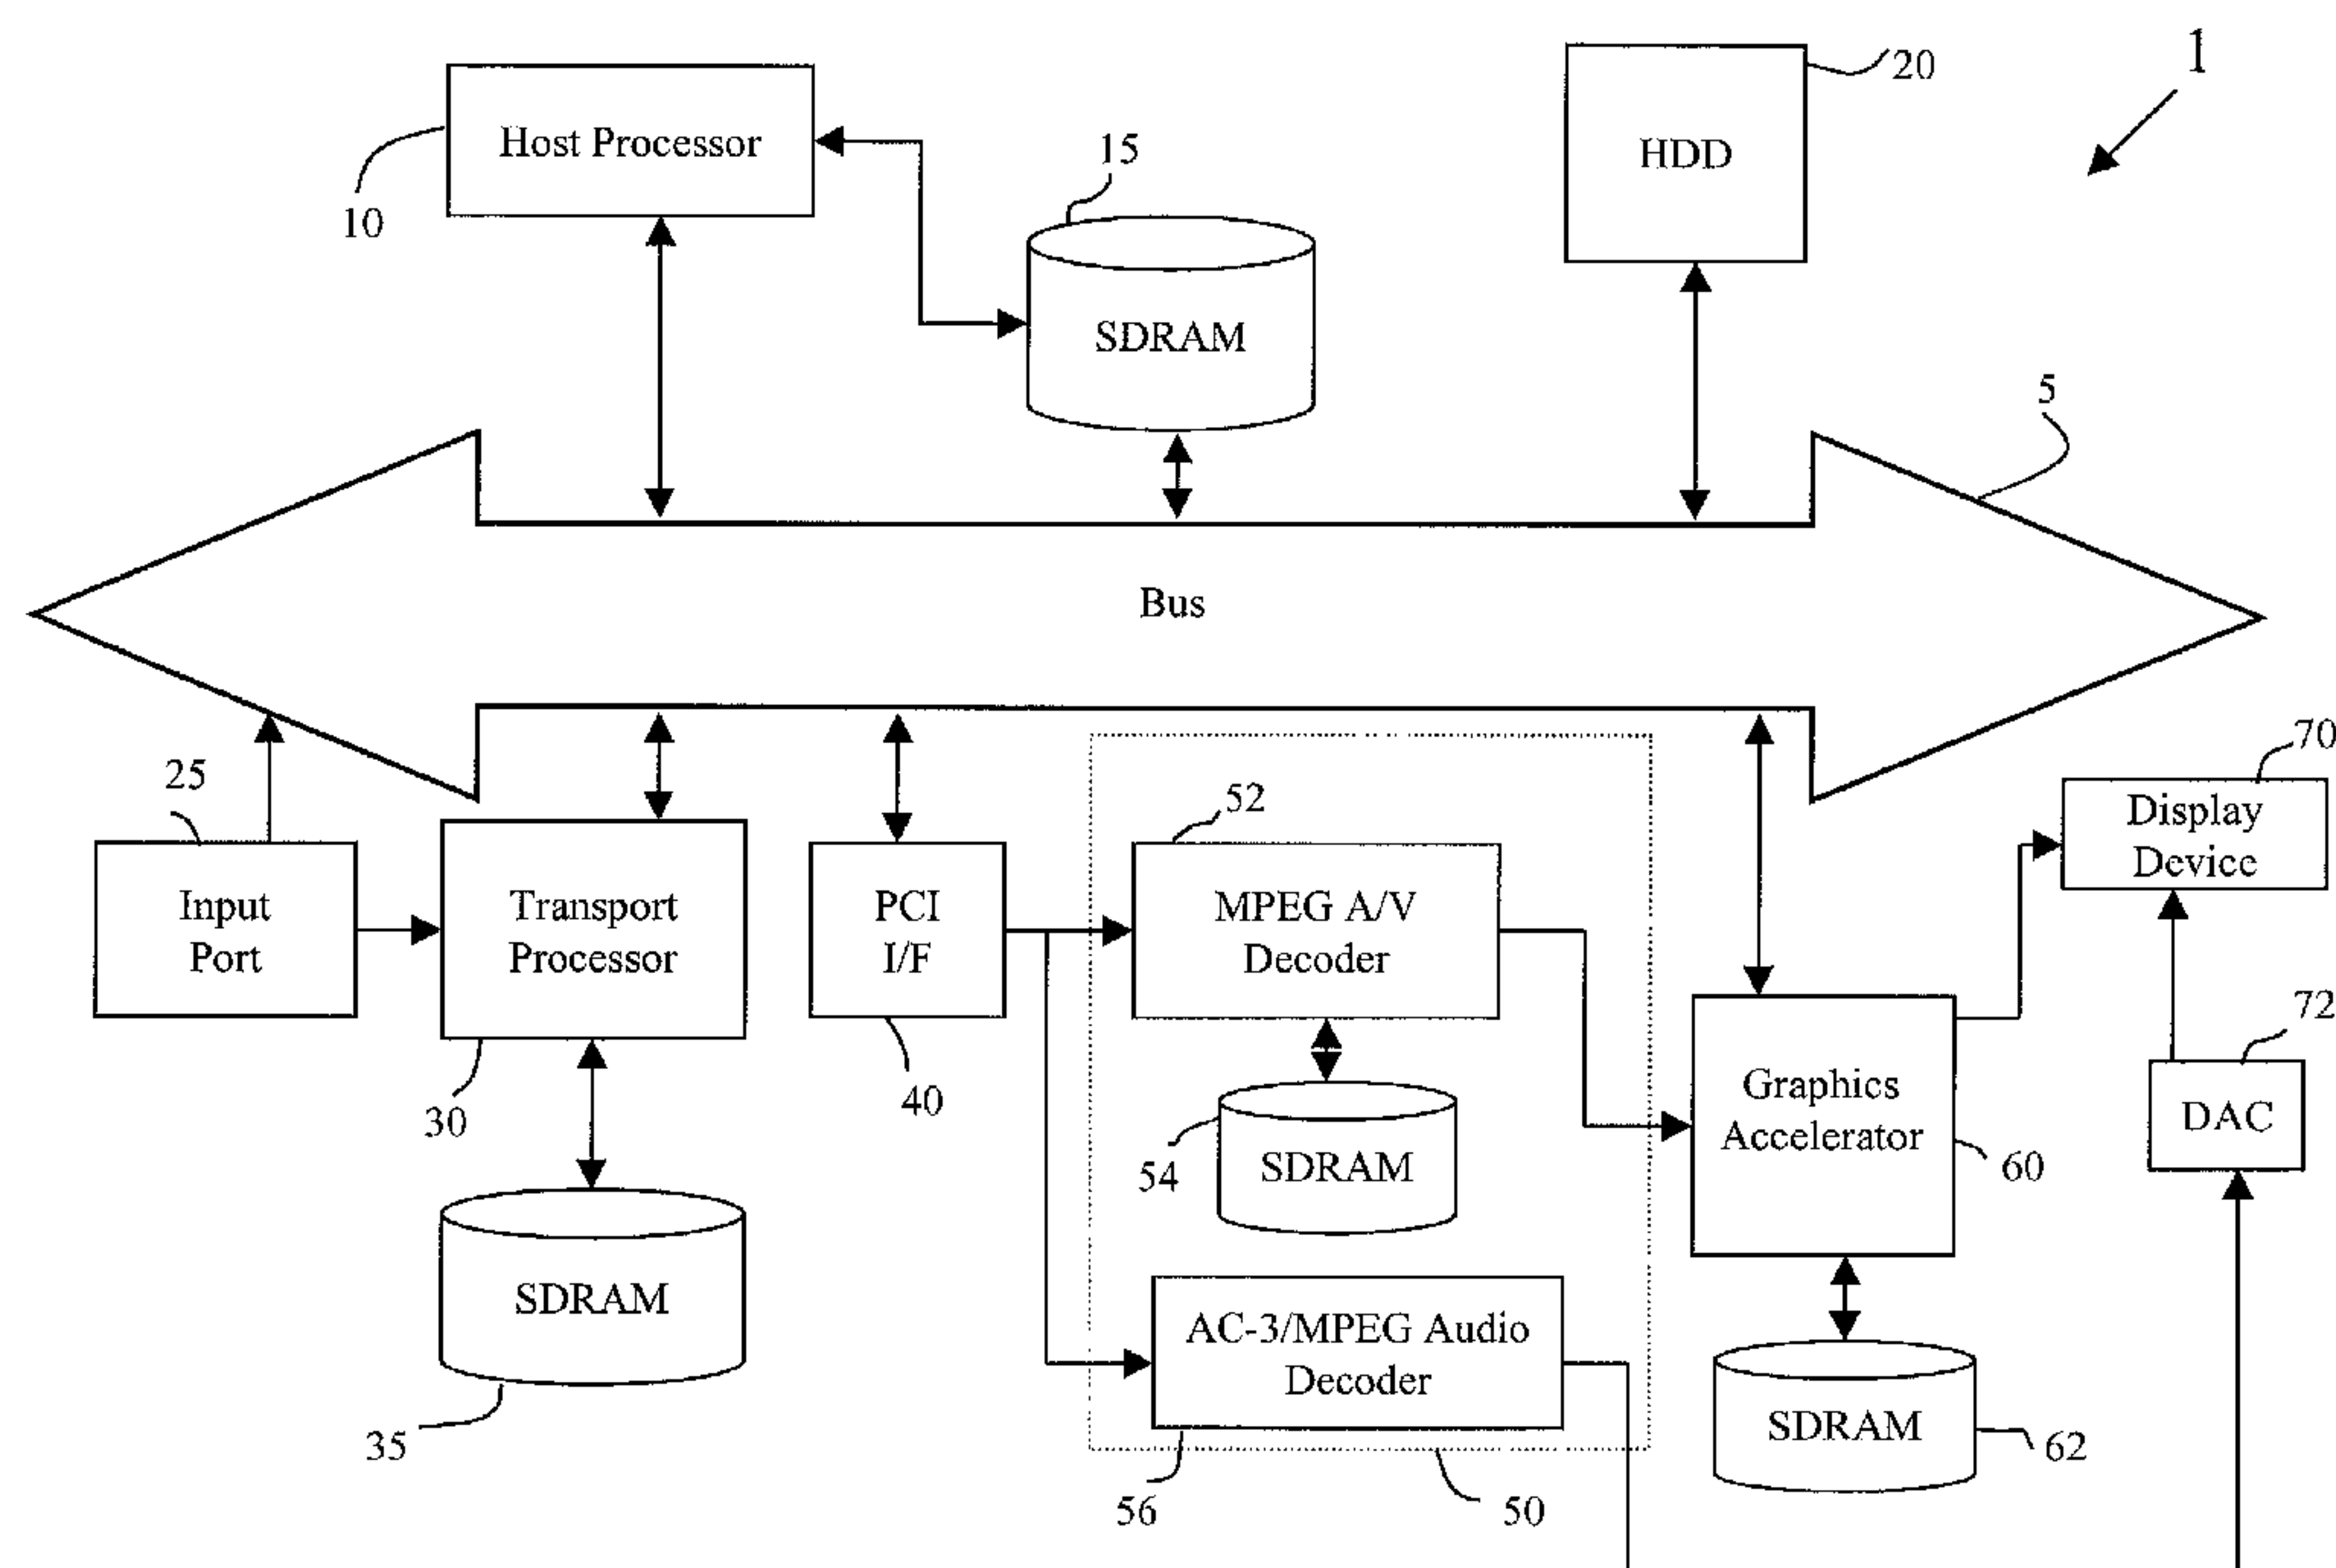 1
20
Host Processor
HDD
15
10
SDRAM
5
Bus
70
25
52
Display
Device
Input
Port
Transport
Processor
PCI
I/F
MPEG A/V
Decoder
72
30
40
Graphics
Accelerator
DAC
54
SDRAM
60
SDRAM
AC-3/MPEG Audio
Decoder
SDRAM
35
62
56
50